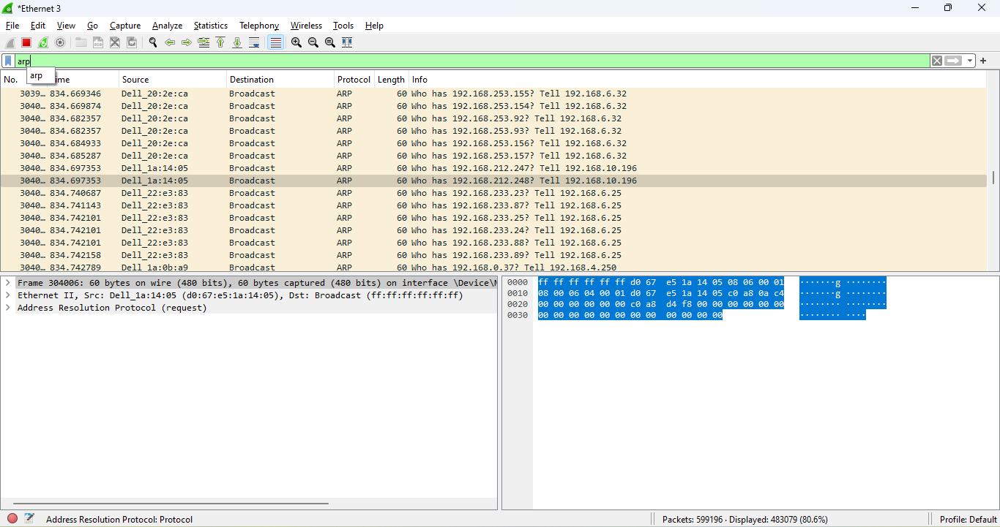 *Ethernet 3
File Edit View Go Capture Analyze Statistics Telephony Wireless Tools Help
arp
arp
No. ime Source Destination Protocol Length Info
3039… 834.669346 Dell_20:2e:ca Broadcast ARP 60 Who has 192.168.253.155? Tell 192.168.6.32
3040… 834.669874 Dell_20:2e:ca Broadcast ARP 60 Who has 192.168.253.154? Tell 192.168.6.32
3040… 834.682357 Dell_20:2e:ca Broadcast ARP 60 Who has 192.168.253.92? Tell 192.168.6.32
3040… 834.682357 Dell_20:2e:ca Broadcast ARP 60 Who has 192.168.253.93? Tell 192.168.6.32
3040… 834.684933 Dell_20:2e:ca Broadcast ARP 60 Who has 192.168.253.156? Tell 192.168.6.32
3040… 834.685287 Dell_20:2e:ca Broadcast ARP 60 Who has 192.168.253.157? Tell 192.168.6.32
3040… 834.697353 Dell_1a:14:05 Broadcast ARP 60 Who has 192.168.212.247? Tell 192.168.10.196
3040… 834.697353 Dell_1a:14:05 Broadcast ARP 60 Who has 192.168.212.248? Tell 192.168.10.196
3040… 834.740687 Dell_22:e3:83 Broadcast ARP 60 Who has 192.168.233.23? Tell 192.168.6.25
3040… 834.741143 Dell_22:e3:83 Broadcast ARP 60 Who has 192.168.233.87? Tell 192.168.6.25
3040… 834.742101 Dell_22:e3:83 Broadcast ARP 60 Who has 192.168.233.25? Tell 192.168.6.25
3040… 834.742101 Dell_22:e3:83 Broadcast ARP 60 Who has 192.168.233.24? Tell 192.168.6.25
3040… 834.742101 Dell_22:e3:83 Broadcast ARP 60 Who has 192.168.233.88? Tell 192.168.6.25
3040… 834.742158 Dell_22:e3:83 Broadcast ARP 60 Who has 192.168.233.89? Tell 192.168.6.25
3040… 834.742789 Dell_1a:0b:a9 Broadcast ARP 60 Who has 192.168.0.37? Tell 192.168.4.250
Frame 304006: 60 bytes on wire (480 bits), 60 bytes captured (480 bits) on interface \Device\
Ethernet II, Src: Dell_1a:14:05 (d0:67:e5:1a:14:05), Dst: Broadcast (ff:ff:ff:ff:ff:ff)
Address Resolution Protocol (request)
0000 ff ff ff ff ff ff d0 67 e5 1a 14 05 08 06 00 01 ·······g ········
0010 08 00 06 04 00 01 d0 67 e5 1a 14 05 c0 a8 0a c4 ·······g ········
0020 00 00 00 00 00 00 c0 a8 d4 f8 00 00 00 00 00 00 ········ ········
0030 00 00 00 00 00 00 00 00 00 00 00 00 ········ ····
Address Resolution Protocol: Protocol
Packets: 599196 · Displayed: 483079 (80.6%)
Profile: Default